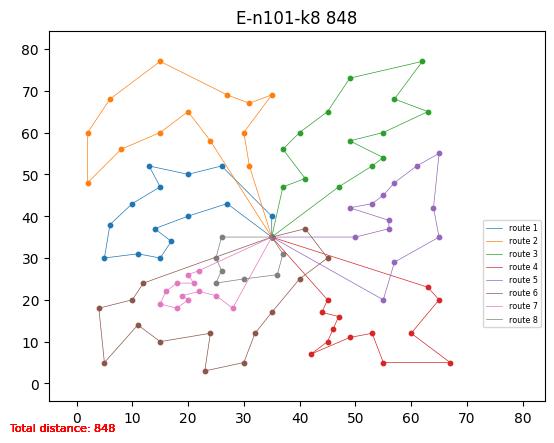 E-n101-k8 848
80
70
60
50
40
30
20
10
0
route 1
route 2
route 3
route 4
route 5
route 6
route 7
route 8
0 10 20 30 40 50 60 70 80
Total distance: 848